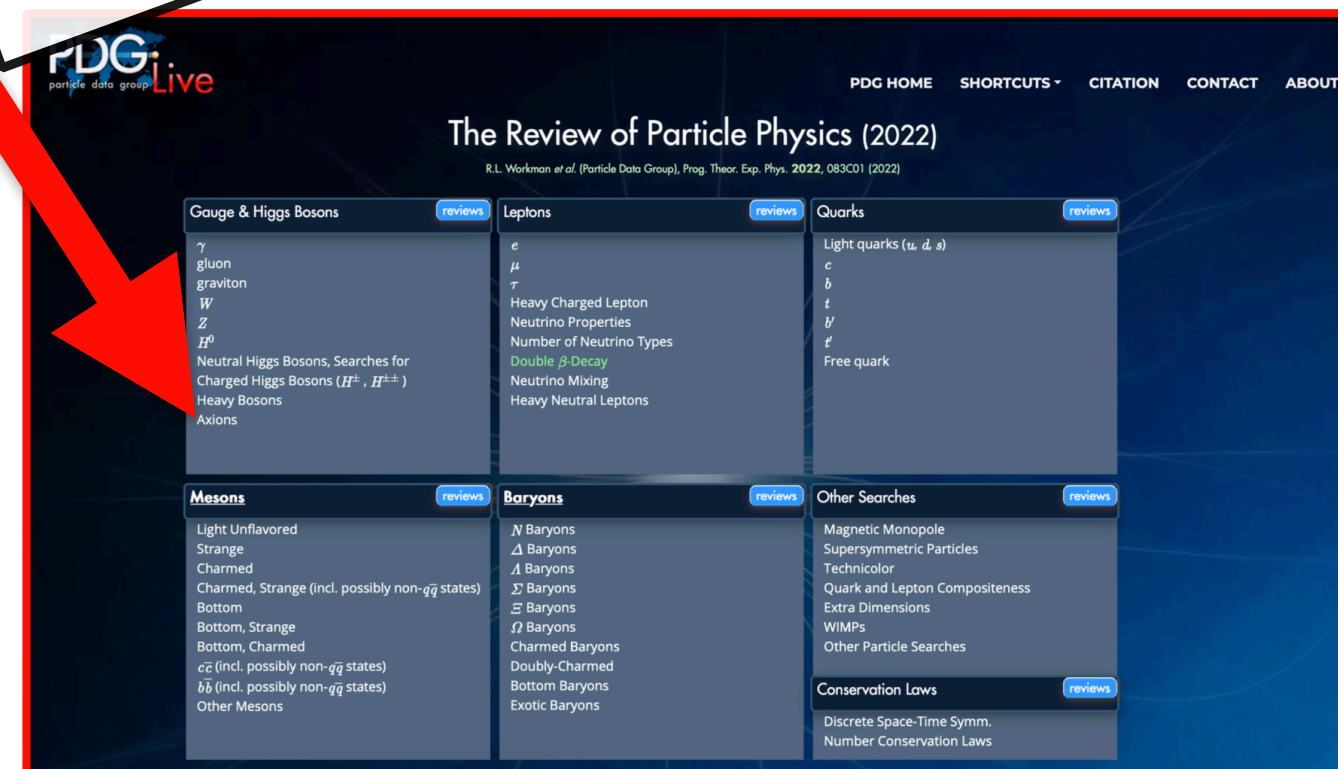 PDG Live
particle data group
PDG HOME SHORTCUTS CITATION CONTACT ABOUT
The Review of Particle Physics (2022)
R.L. Workman et al. (Particle Data Group), Prog. Theor. Exp. Phys. 2022, 083C01 (2022)
Gauge & Higgs Bosons reviews
γ
gluon
graviton
W
Z
H⁰
Neutral Higgs Bosons, Searches for
Charged Higgs Bosons (H±, H±±)
Heavy Bosons
Axions
Leptons reviews
e
μ
τ
Heavy Charged Lepton
Neutrino Properties
Number of Neutrino Types
Double β-Decay
Neutrino Mixing
Heavy Neutral Leptons
Quarks reviews
Light quarks (u, d, s)
c
b
t
b′
t′
Free quark
Mesons reviews
Light Unflavored
Strange
Charmed
Charmed, Strange (incl. possibly non-qq̅ states)
Bottom
Bottom, Strange
Bottom, Charmed
cc̅ (incl. possibly non-qq̅ states)
bb̅ (incl. possibly non-qq̅ states)
Other Mesons
Baryons reviews
N Baryons
Δ Baryons
Λ Baryons
Σ Baryons
Ξ Baryons
Ω Baryons
Charmed Baryons
Doubly-Charmed
Bottom Baryons
Exotic Baryons
Other Searches reviews
Magnetic Monopole
Supersymmetric Particles
Technicolor
Quark and Lepton Compositeness
Extra Dimensions
WIMPs
Other Particle Searches
Conservation Laws reviews
Discrete Space-Time Symm.
Number Conservation Laws